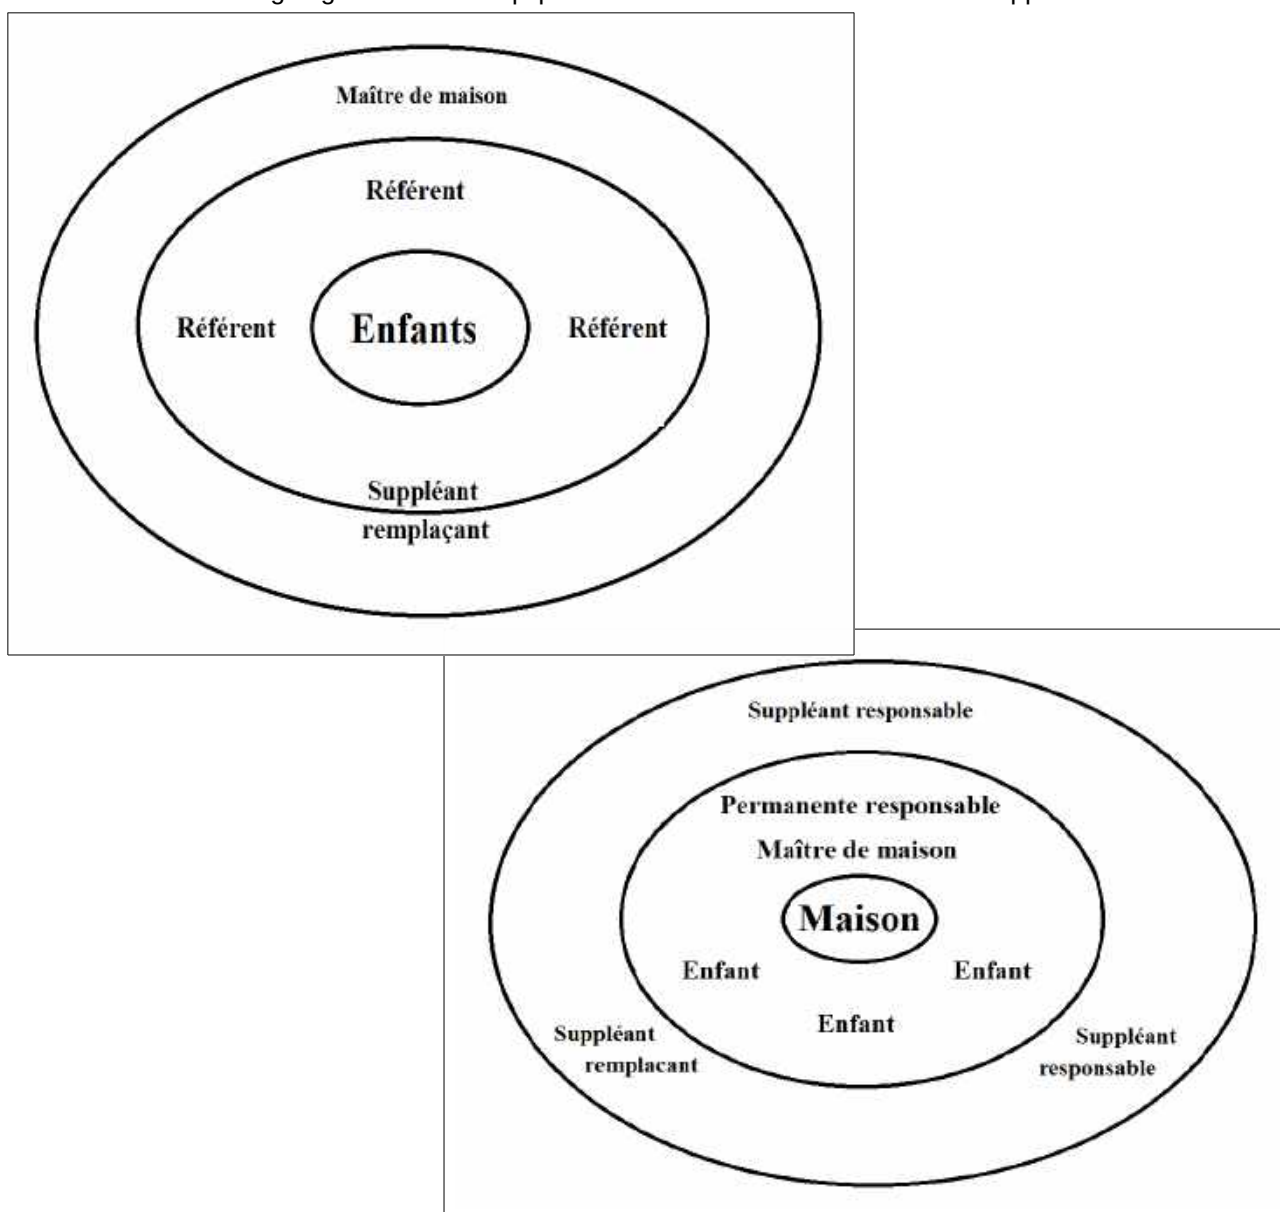 Maître de maison
Référent
Référent
Enfants
Référent
Suppléant
remplaçant
Suppléant responsable
Permanente responsable
Maître de maison
Maison
Enfant
Enfant
Enfant
Suppléant
remplacant
Suppléant
responsable